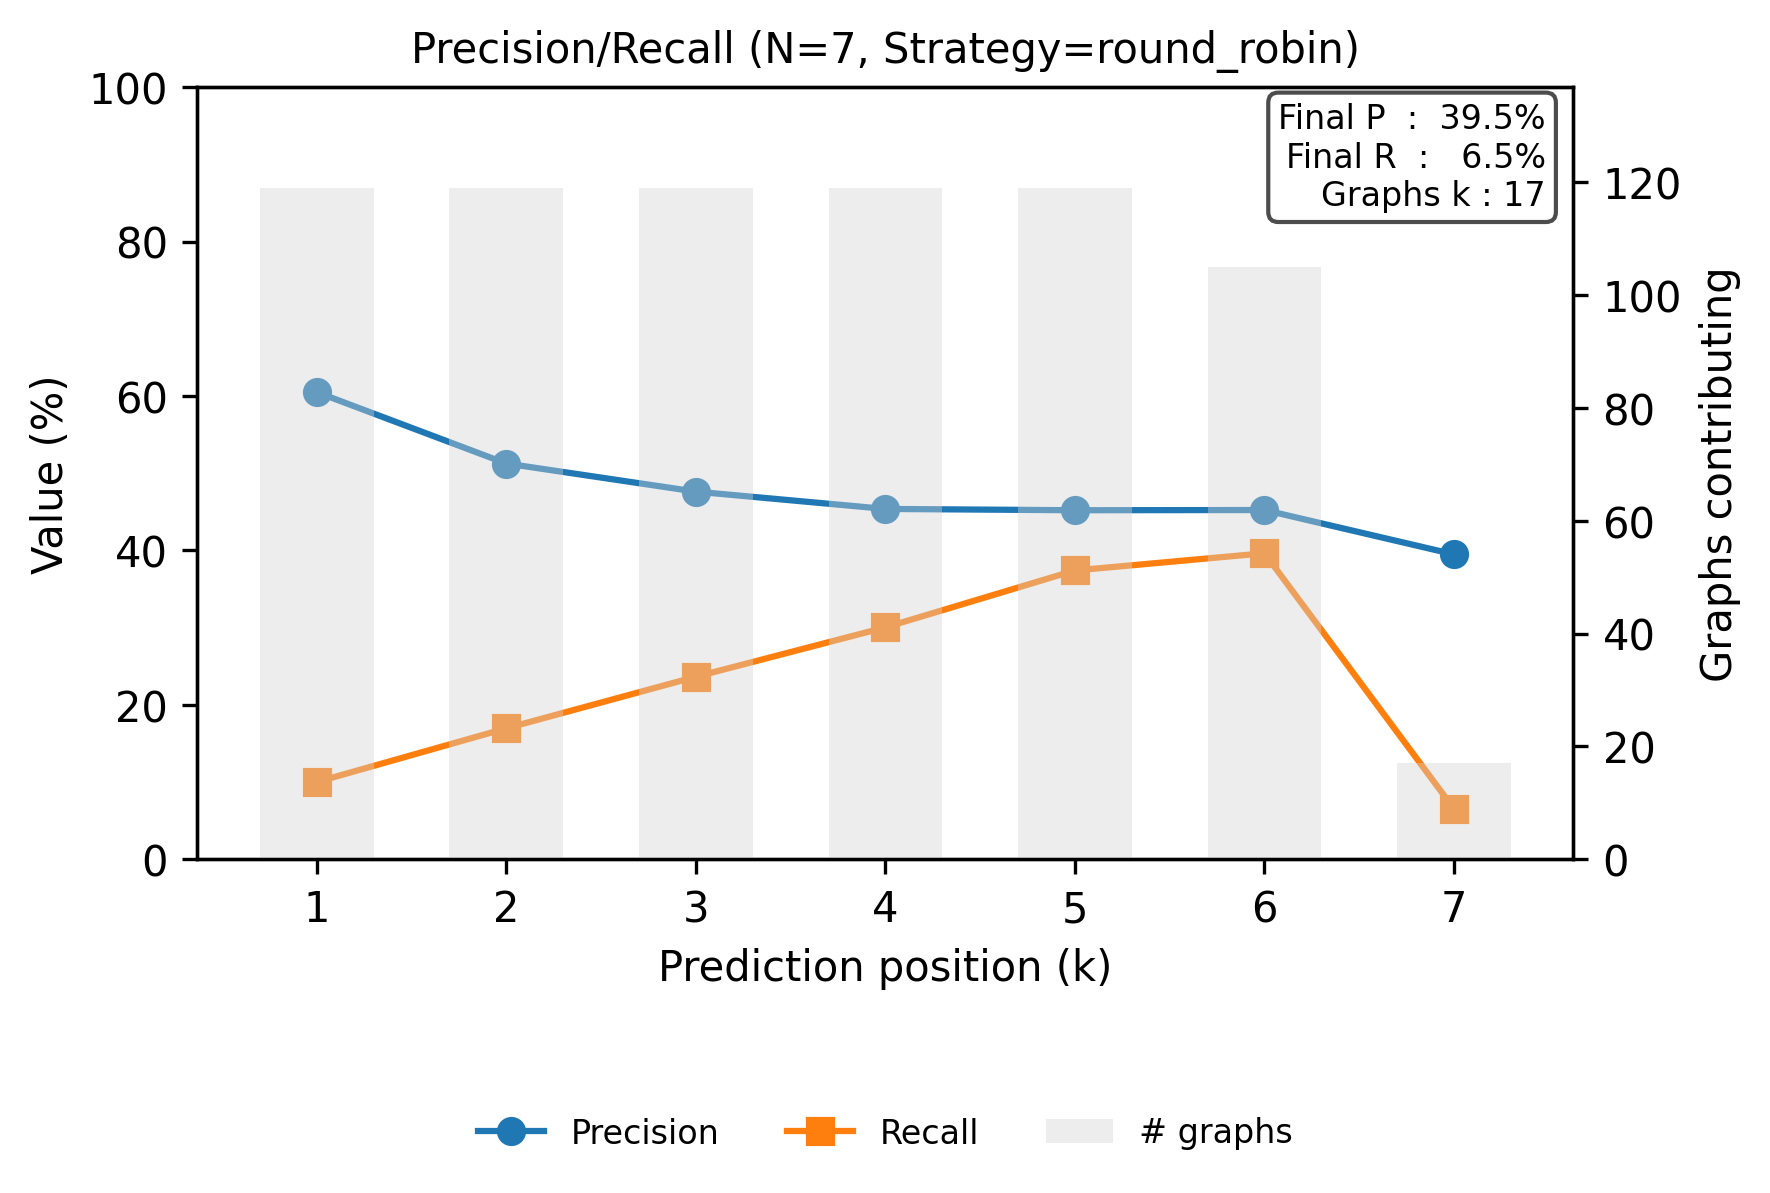 Precision/Recall (N=7, Strategy=round_robin)
Final P : 39.5%
Final R : 6.5%
Graphs k : 17
Value (%)
100
80
60
40
20
0
120
100
80
60
40
20
0
Graphs contributing
1 2 3 4 5 6 7
Prediction position (k)
Precision Recall # graphs